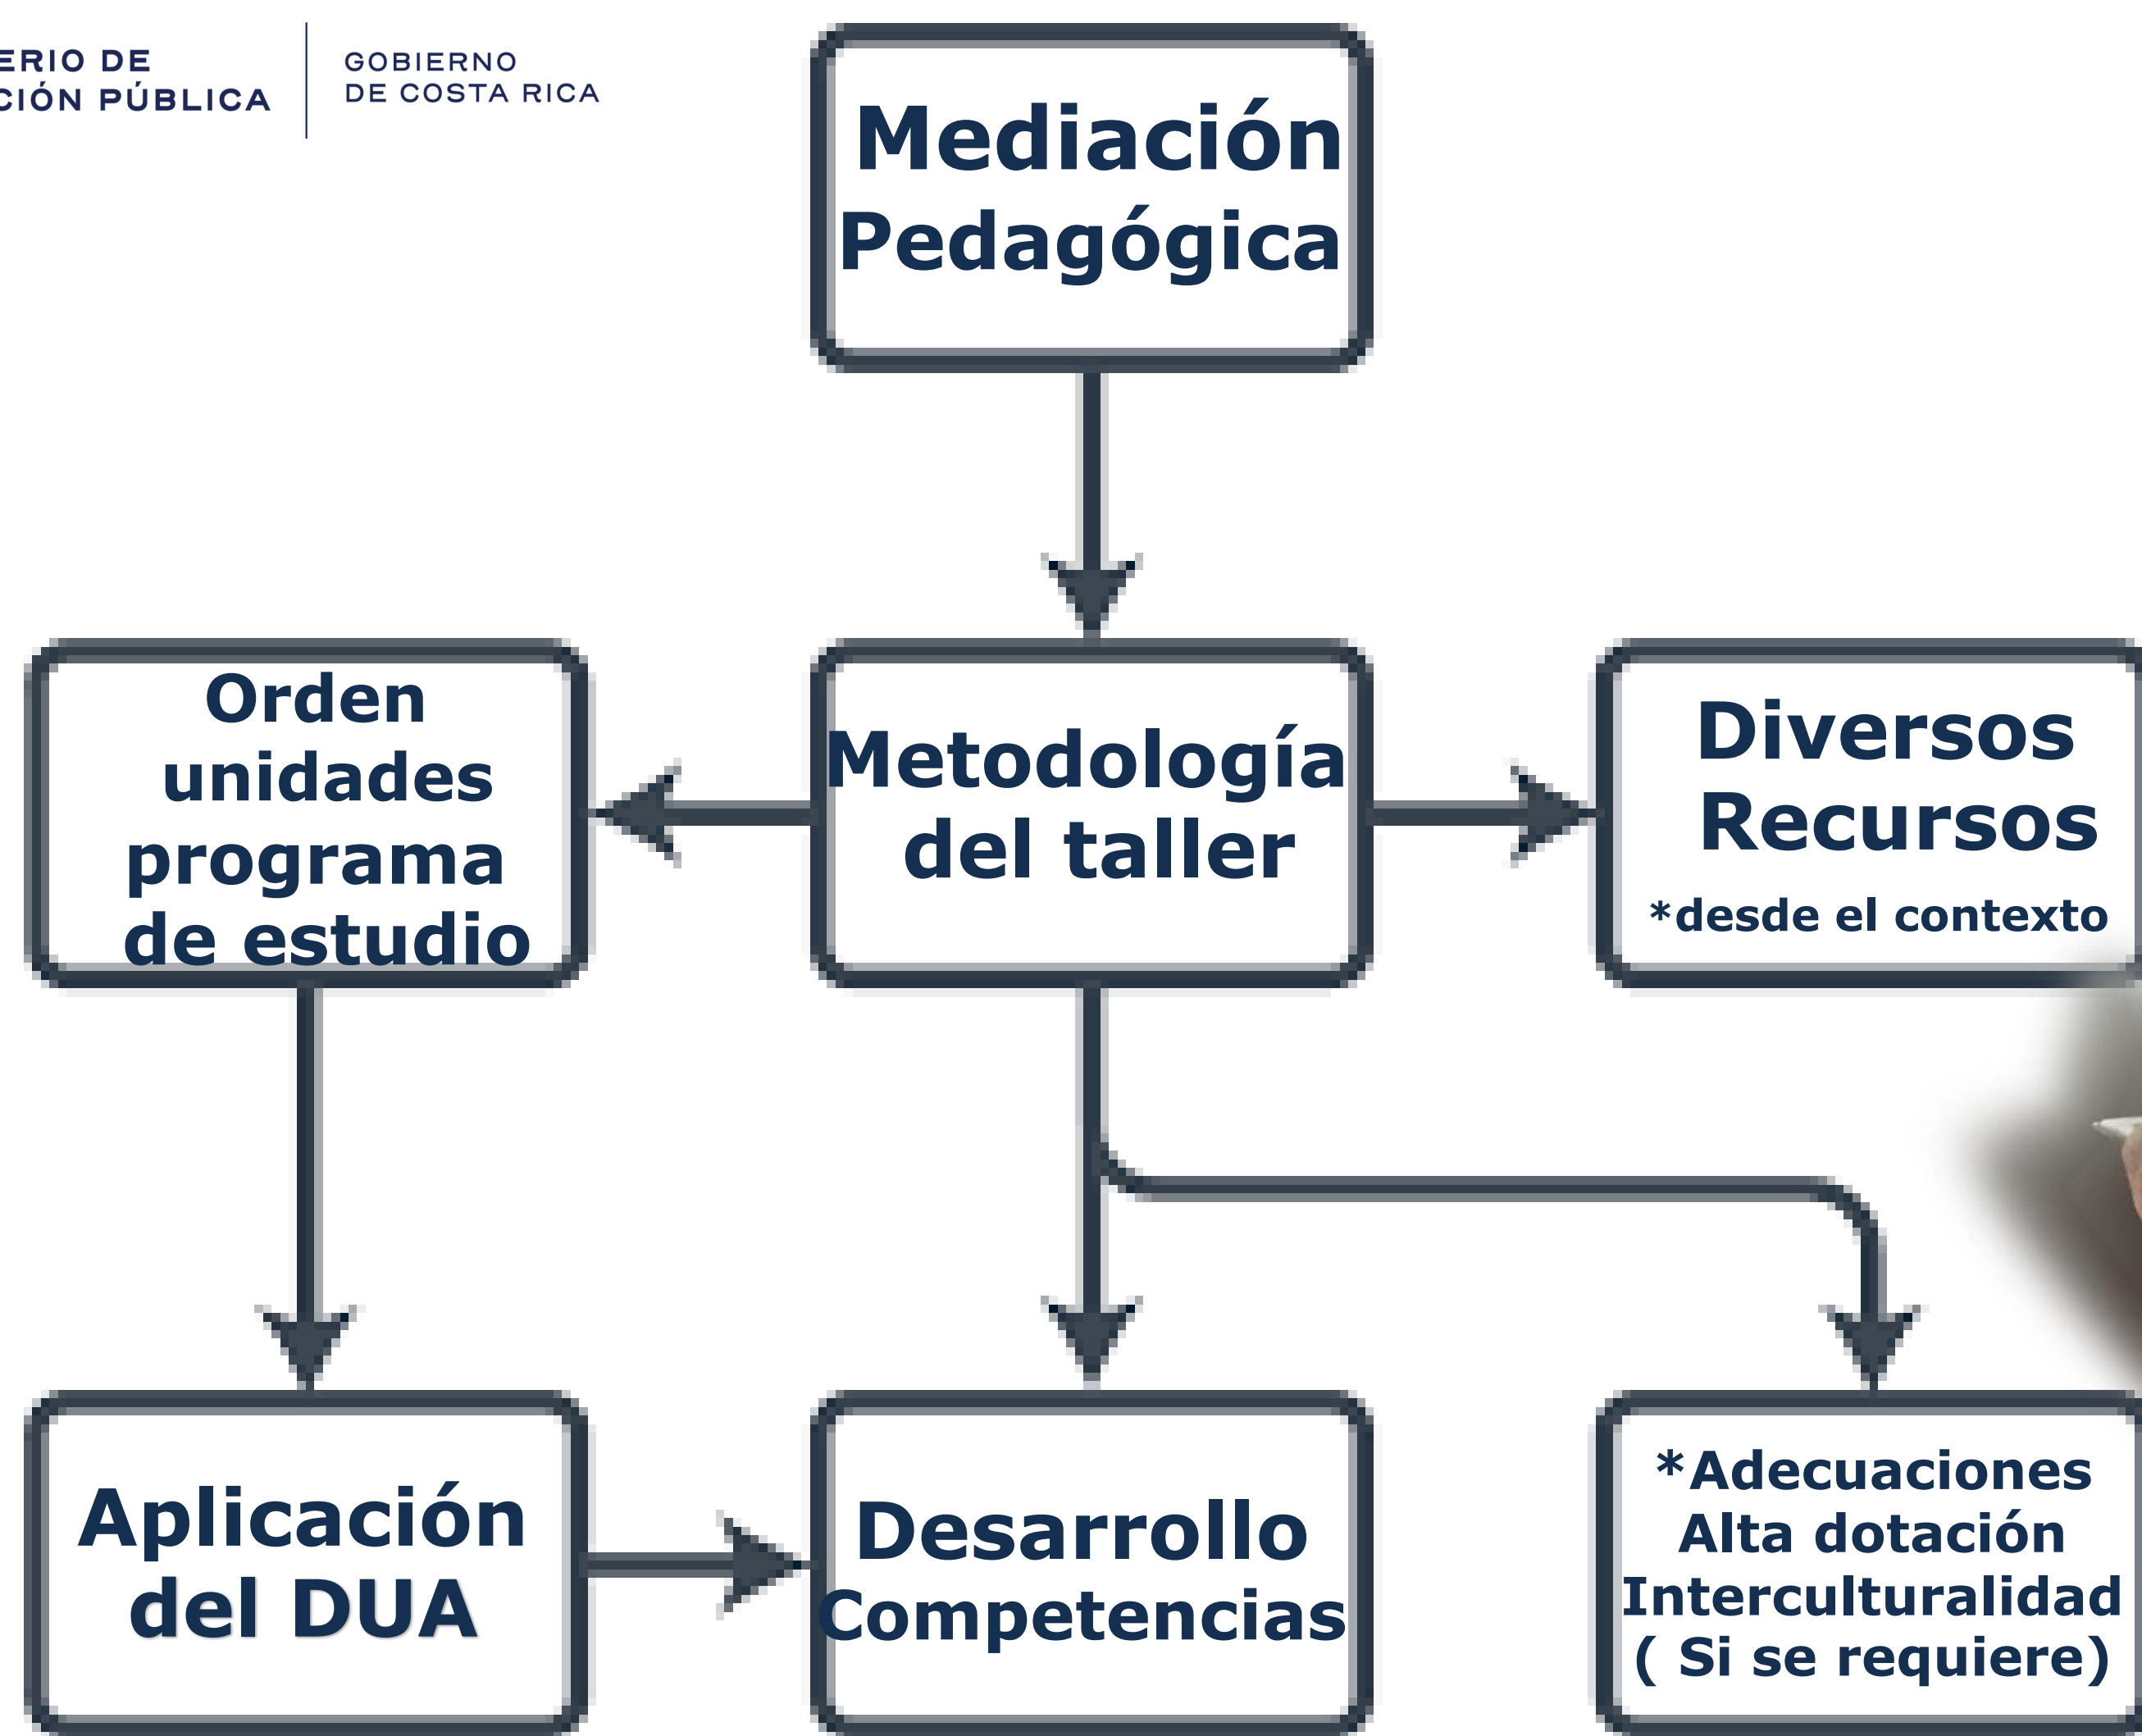 ERIO DE
CIÓN PÚBLICA
GOBIERNO
DE COSTA RICA
Mediación
Pedagógica
Orden
unidades
programa
de estudio
Metodología
del taller
Diversos
Recursos
*desde el contexto
Aplicación
del DUA
Desarrollo
Competencias
*Adecuaciones
Alta dotación
Interculturalidad
( Si se requiere)